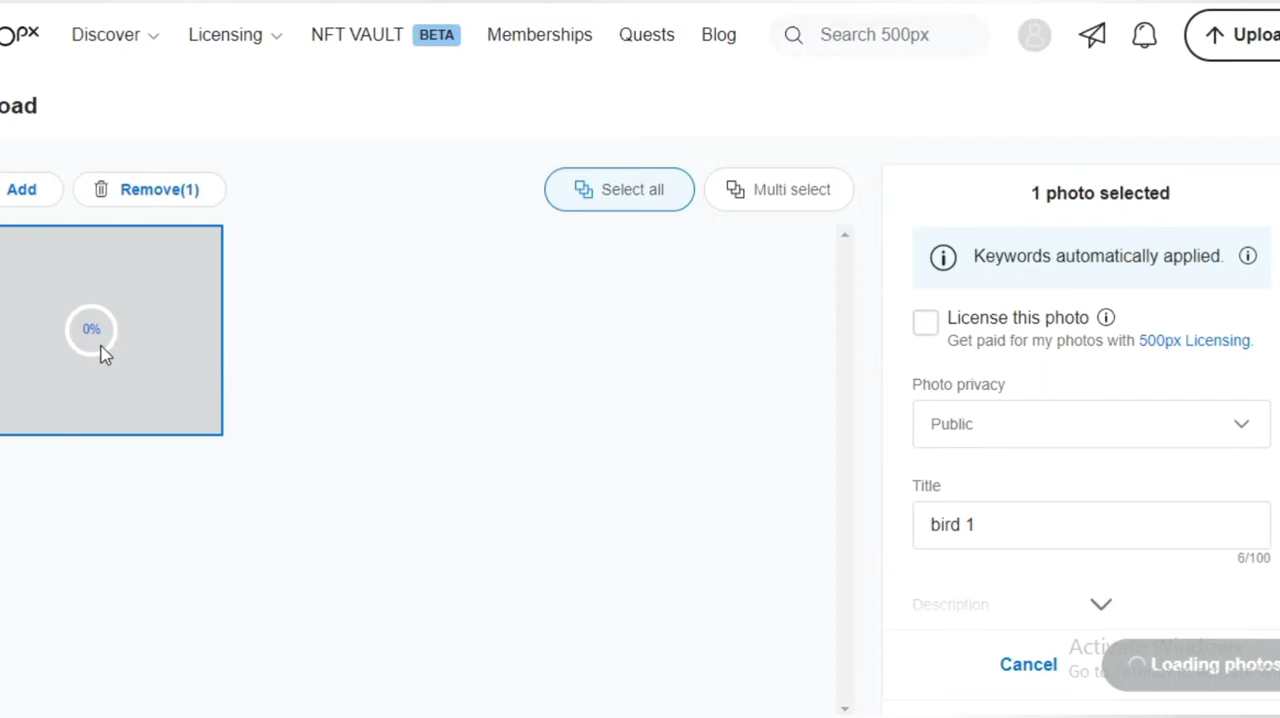 Discover Licensing NFT VAULT BETA Memberships Quests Blog Search 500px
Add Remove(1) Select all Multi select
0%
1 photo selected
Keywords automatically applied.
License this photo
Get paid for my photos with 500px Licensing.
Photo privacy
Public
Title
bird 1
6/100
Description
Cancel Loading photos